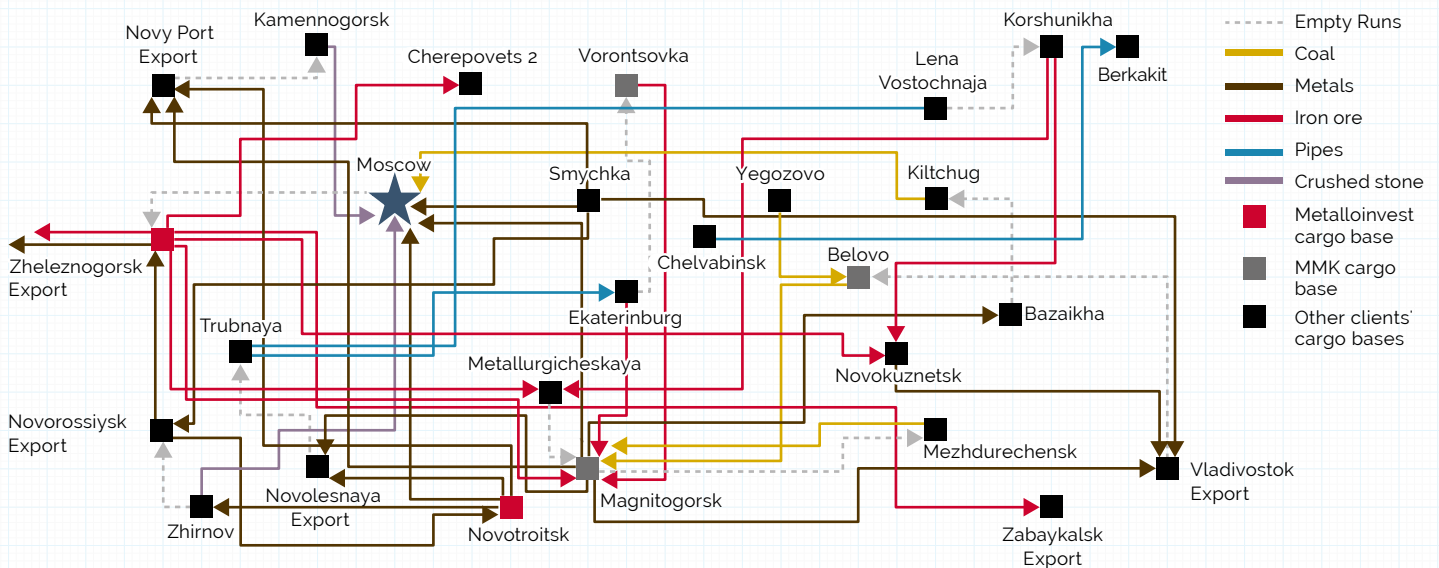 Kamennogorsk
Novy Port
Export
Cherepovets 2
Vorontsovka
Lena
Vostochnaja
Korshunikha
Berkakit
Moscow
Smychka
Yegozovo
Kiltchug
Zheleznogorsk
Export
Chelvabinsk
Belovo
Trubnaya
Ekaterinburg
Bazaikha
Metallurgicheskaya
Novokuznetsk
Novorossiysk
Export
Mezhdurechensk
Novolesnaya
Export
Magnitogorsk
Vladivostok
Export
Zhirnov
Novotroitsk
Zabaykalsk
Export
Empty Runs
Coal
Metals
Iron ore
Pipes
Crushed stone
Metalloinvest
cargo base
MMK cargo
base
Other clients'
cargo bases